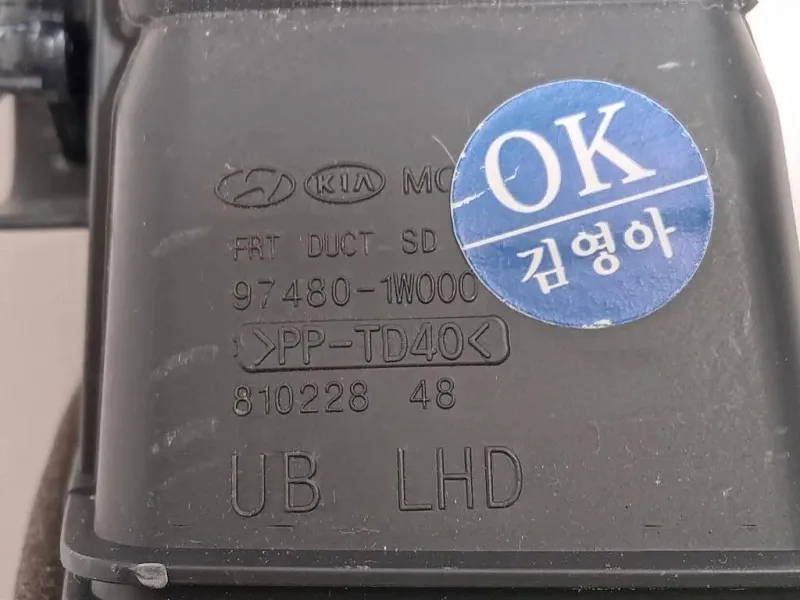 KIA MO
FRT DUCT SD
97480-1W000
>PP-TD40<
810228 48
UB LHD
OK
김영아